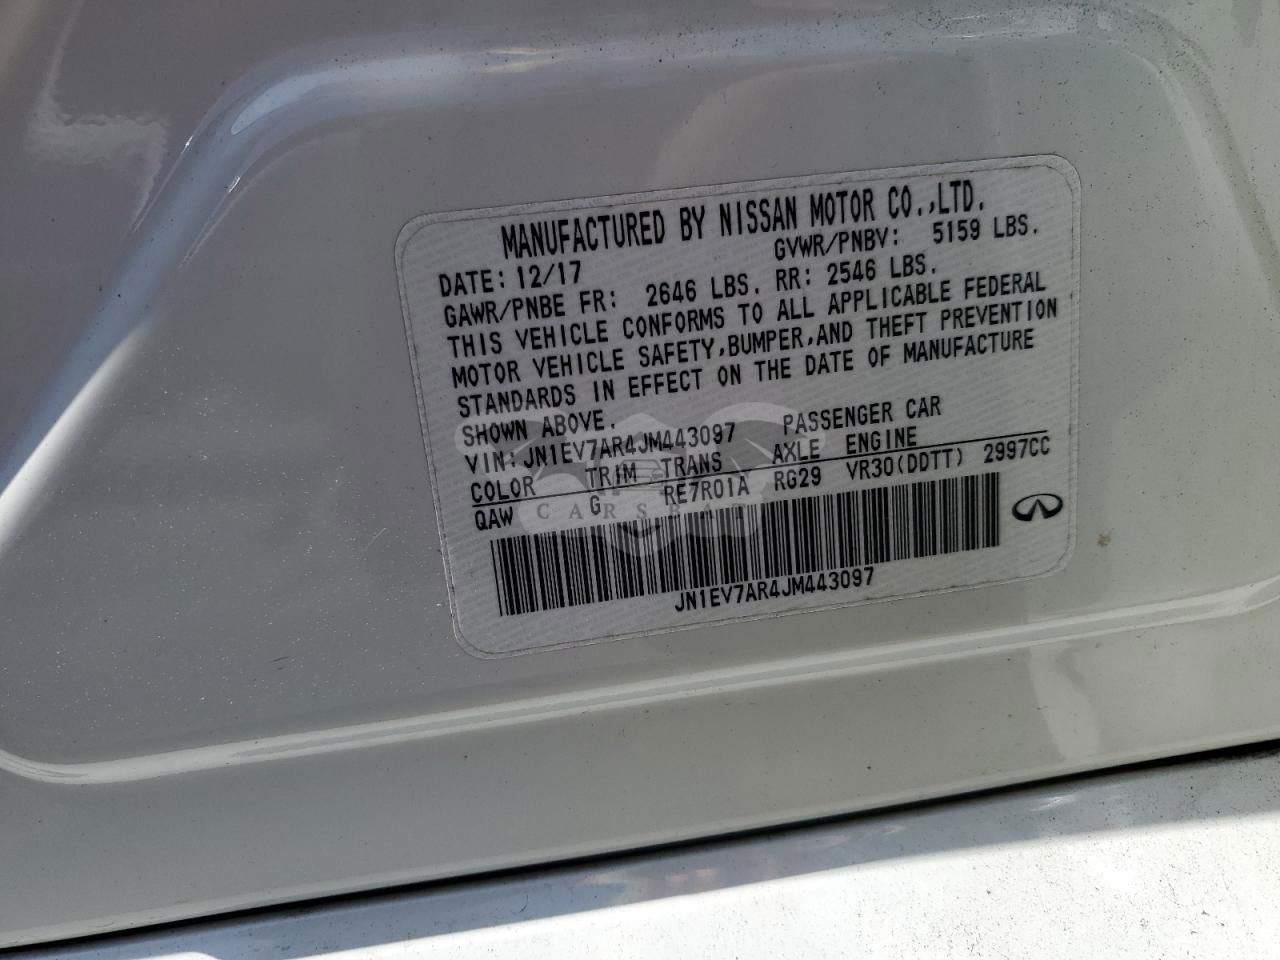 MANUFACTURED BY NISSAN MOTOR CO.,LTD.
DATE: 12/17 GVWR/PNBV: 5159 LBS.
GAWR/PNBE FR: 2646 LBS. RR: 2546 LBS.
THIS VEHICLE CONFORMS TO ALL APPLICABLE FEDERAL
MOTOR VEHICLE SAFETY,BUMPER,AND THEFT PREVENTION
STANDARDS IN EFFECT ON THE DATE OF MANUFACTURE
SHOWN ABOVE.
VIN: JN1EV7AR4JM443097 PASSENGER CAR
COLOR TRIM TRANS AXLE ENGINE
QAW G RE7R01A RG29 VR30(DDTT) 2997CC
JN1EV7AR4JM443097